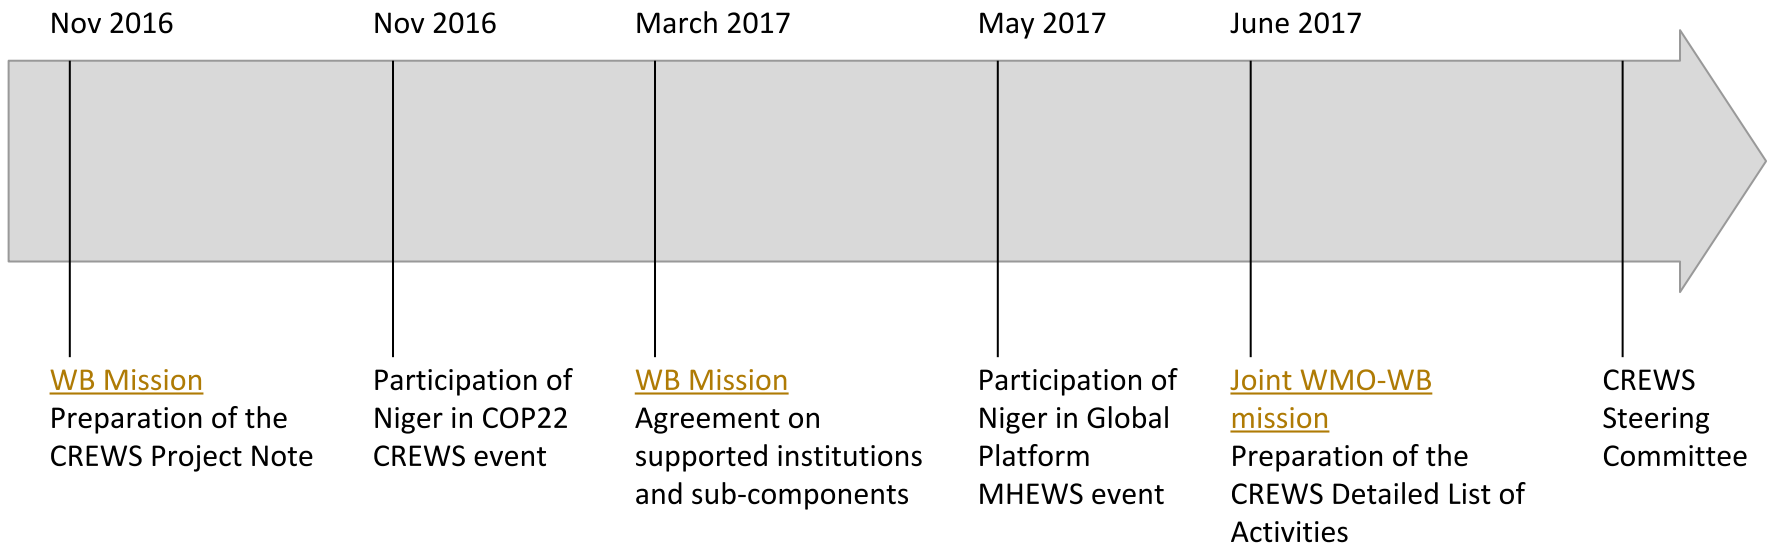 Nov 2016
Nov 2016
March 2017
May 2017
June 2017
WB Mission
Preparation of the
CREWS Project Note
Participation of
Niger in COP22
CREWS event
WB Mission
Agreement on
supported institutions
and sub-components
Participation of
Niger in Global
Platform
MHEWS event
Joint WMO-WB
mission
Preparation of the
CREWS Detailed List of
Activities
CREWS
Steering
Committee